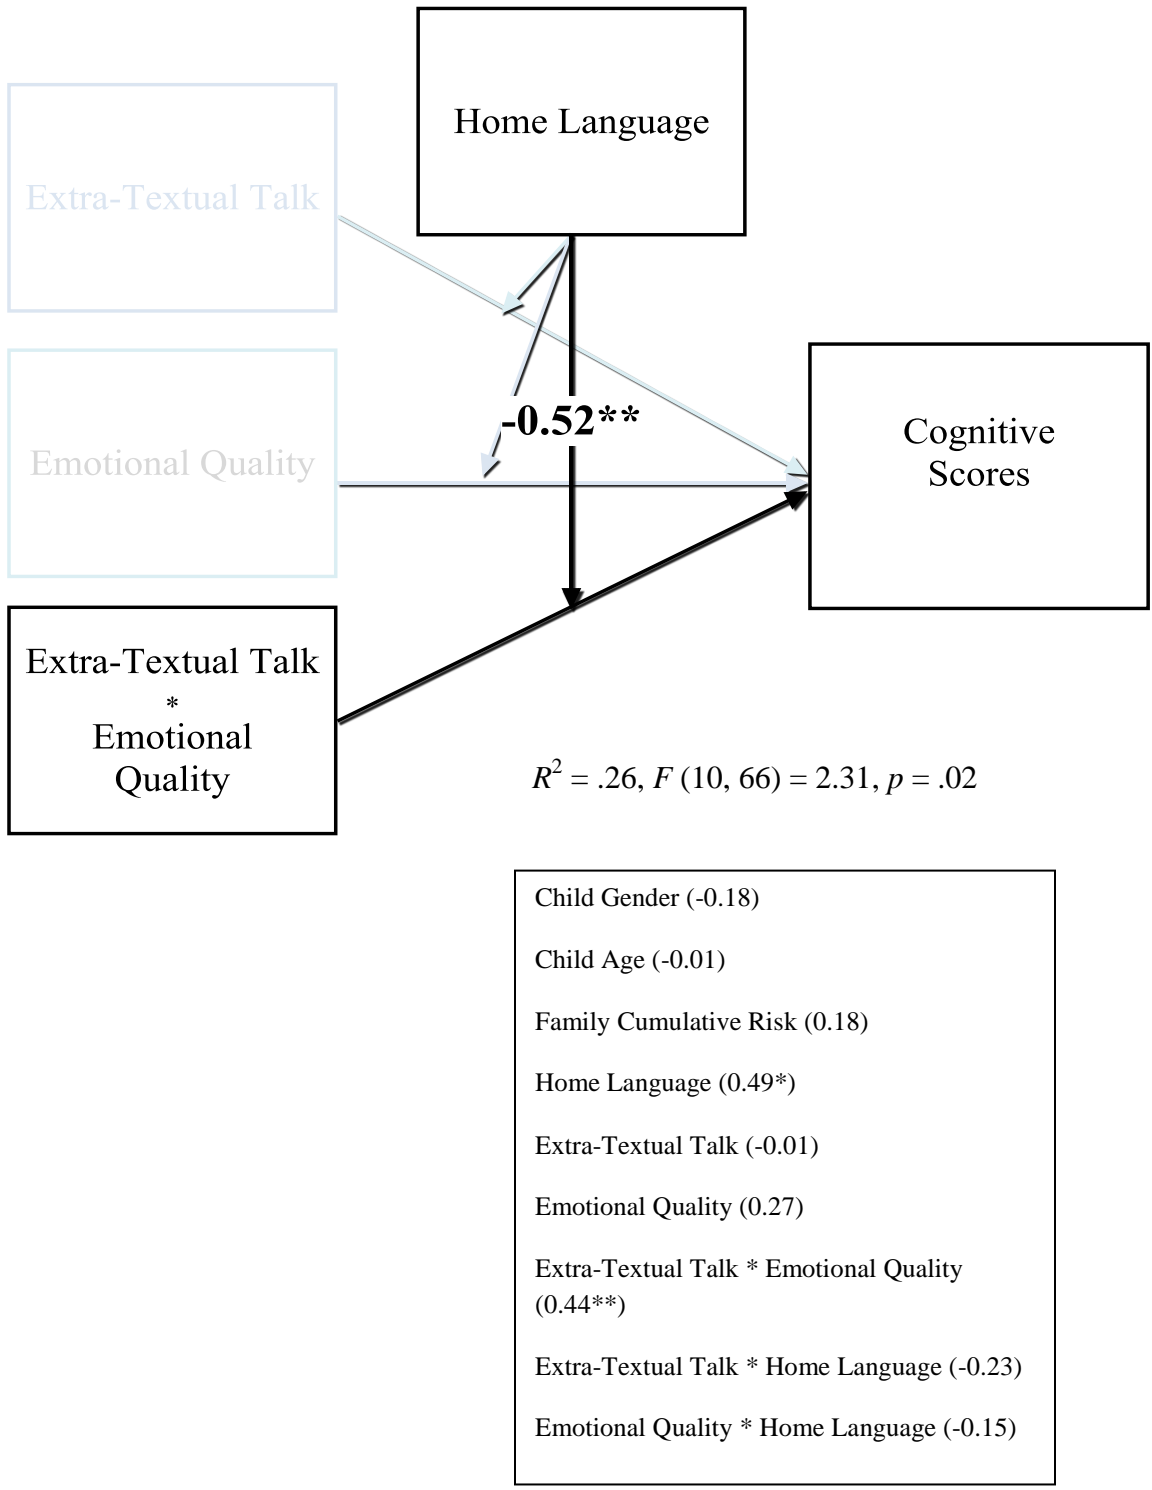 Home Language
Extra-Textual Talk
-0.52**
Emotional Quality
Cognitive
Scores
Extra-Textual Talk
*
Emotional
Quality
R² = .26, F (10, 66) = 2.31, p = .02
Child Gender (-0.18)
Child Age (-0.01)
Family Cumulative Risk (0.18)
Home Language (0.49*)
Extra-Textual Talk (-0.01)
Emotional Quality (0.27)
Extra-Textual Talk * Emotional Quality
(0.44**)
Extra-Textual Talk * Home Language (-0.23)
Emotional Quality * Home Language (-0.15)